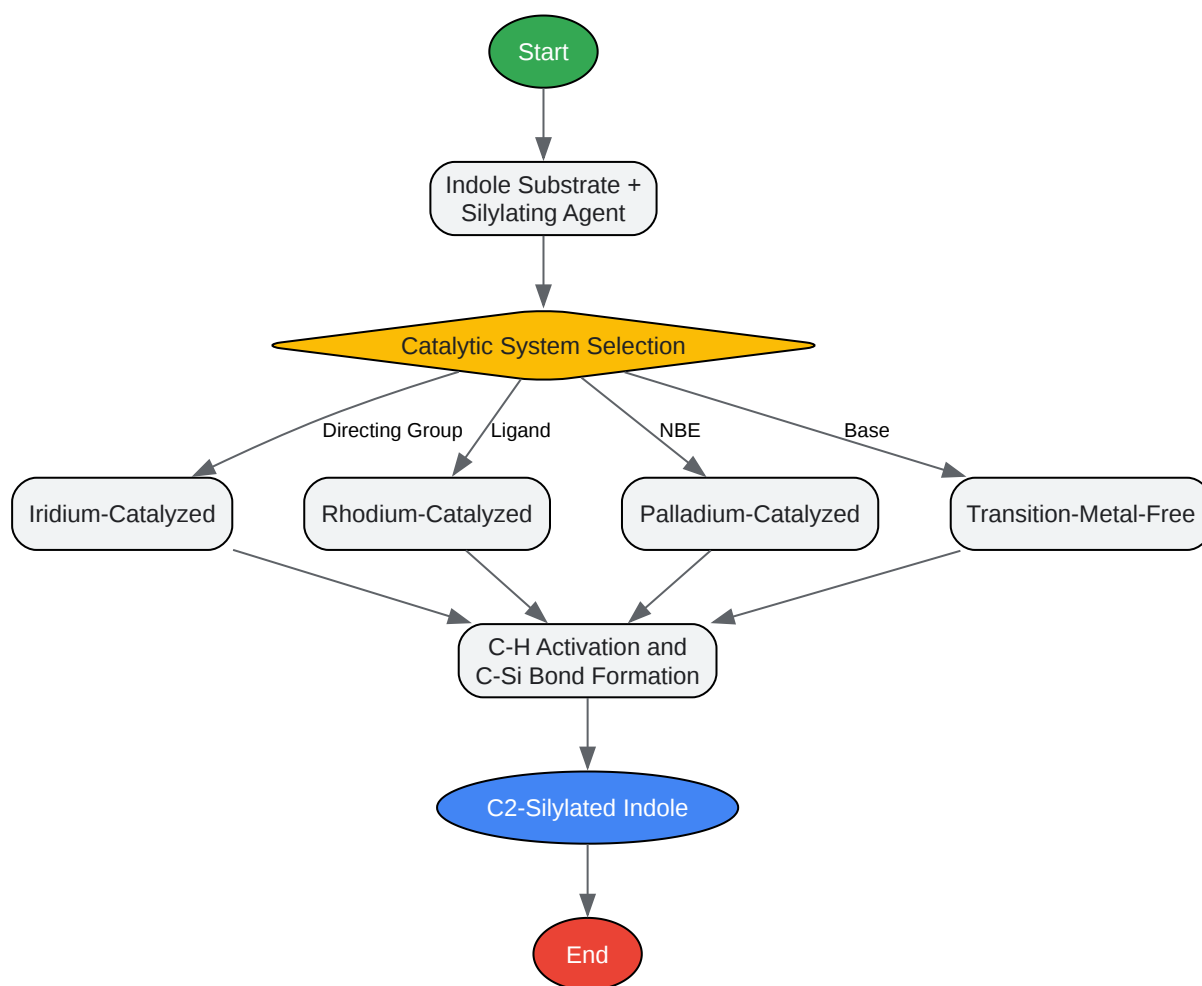 Start
Indole Substrate +
Silylating Agent
Catalytic System Selection
Directing Group
Ligand
NBE
Base
Iridium-Catalyzed
Rhodium-Catalyzed
Palladium-Catalyzed
Transition-Metal-Free
C-H Activation and
C-Si Bond Formation
C2-Silylated Indole
End